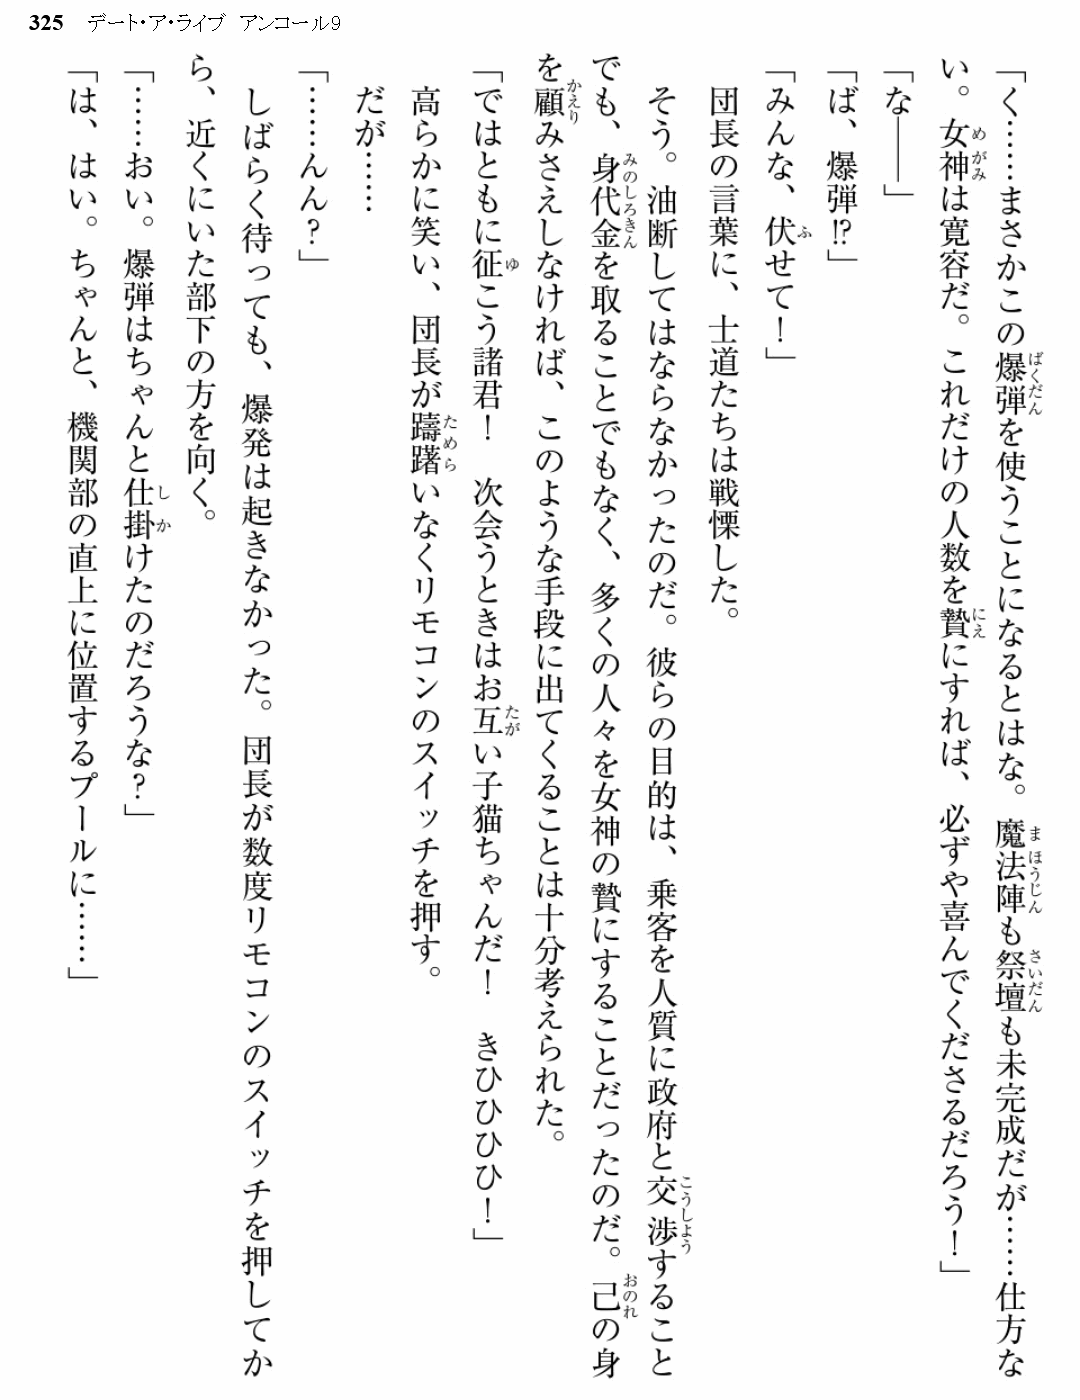 325　デート・ア・ライブ　アンコール9
「く……まさかこの爆弾を使うことになるとはな。魔法陣も祭壇も未完成だが……仕方な
い。女神は寛容だ。これだけの人数を贄にすれば、必ずや喜んでくださるだろう！」
「な――」
「ば、爆弾!?」
「みんな、伏せて！」
　団長の言葉に、士道たちは戦慄した。
　そう。油断してはならなかったのだ。彼らの目的は、乗客を人質に政府と交渉すること
でも、身代金を取ることでもなく、多くの人々を女神の贄にすることだったのだ。己の身
を顧みさえしなければ、このような手段に出てくることは十分考えられた。
「ではともに征こう諸君！　次会うときはお互い子猫ちゃんだ！　きひひひひ！」
　高らかに笑い、団長が躊躇いなくリモコンのスイッチを押す。
　だが……
「……んん？」
　しばらく待っても、爆発は起きなかった。団長が数度リモコンのスイッチを押してか
ら、近くにいた部下の方を向く。
「……おい。爆弾はちゃんと仕掛けたのだろうな？」
「は、はい。ちゃんと、機関部の直上に位置するプールに……」